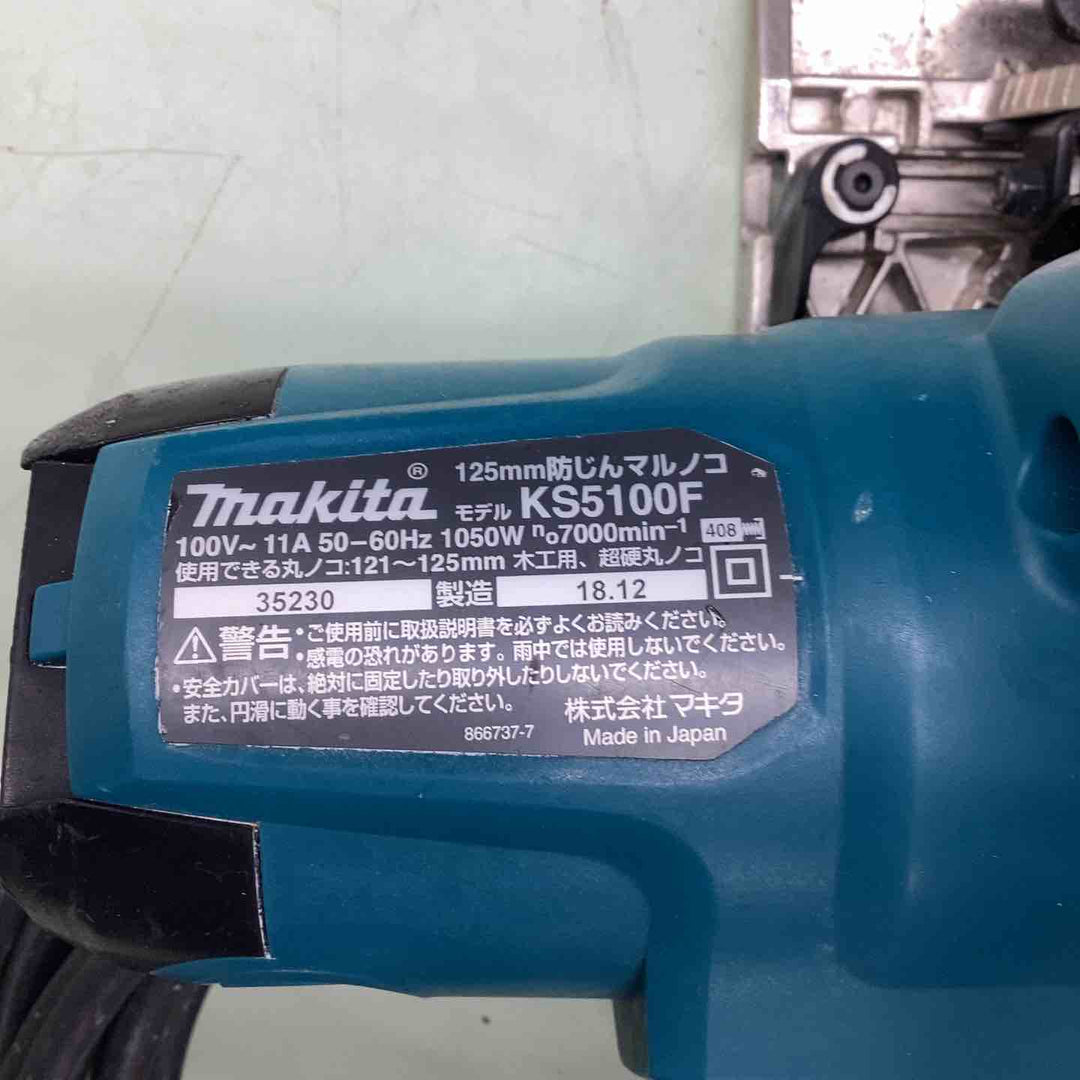 125mm防じんマルノコ
makita® モデル KS5100F
100V~ 11A 50-60Hz 1050W n₀7000min⁻¹ 408
使用できる丸ノコ:121~125mm 木工用、超硬丸ノコ
35230 製造 18.12
警告 •ご使用前に取扱説明書を必ずよくお読みください。
•感電の恐れがあります。雨中では使用しないでください。
•安全カバーは、絶対に固定したり取り外したりしないでください。
また、円滑に動く事を確認してください。
株式会社マキタ
866737-7 Made in Japan